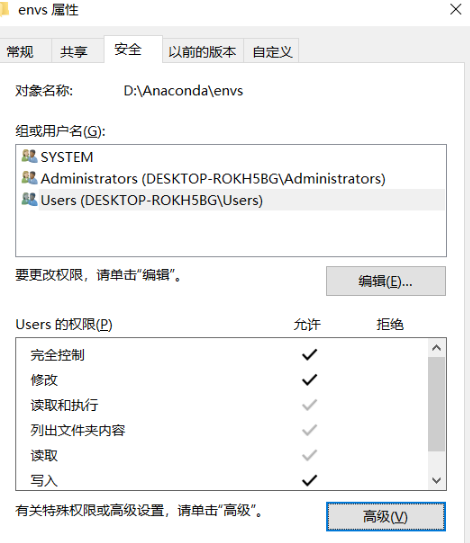 envs 属性
常规 共享 安全 以前的版本 自定义
对象名称: D:\Anaconda\envs
组或用户名(G):
SYSTEM
Administrators (DESKTOP-ROKH5BG\Administrators)
Users (DESKTOP-ROKH5BG\Users)
要更改权限，请单击“编辑”。 编辑(E)...
Users 的权限(P) 允许 拒绝
完全控制
修改
读取和执行
列出文件夹内容
读取
写入
有关特殊权限或高级设置，请单击“高级”。 高级(V)